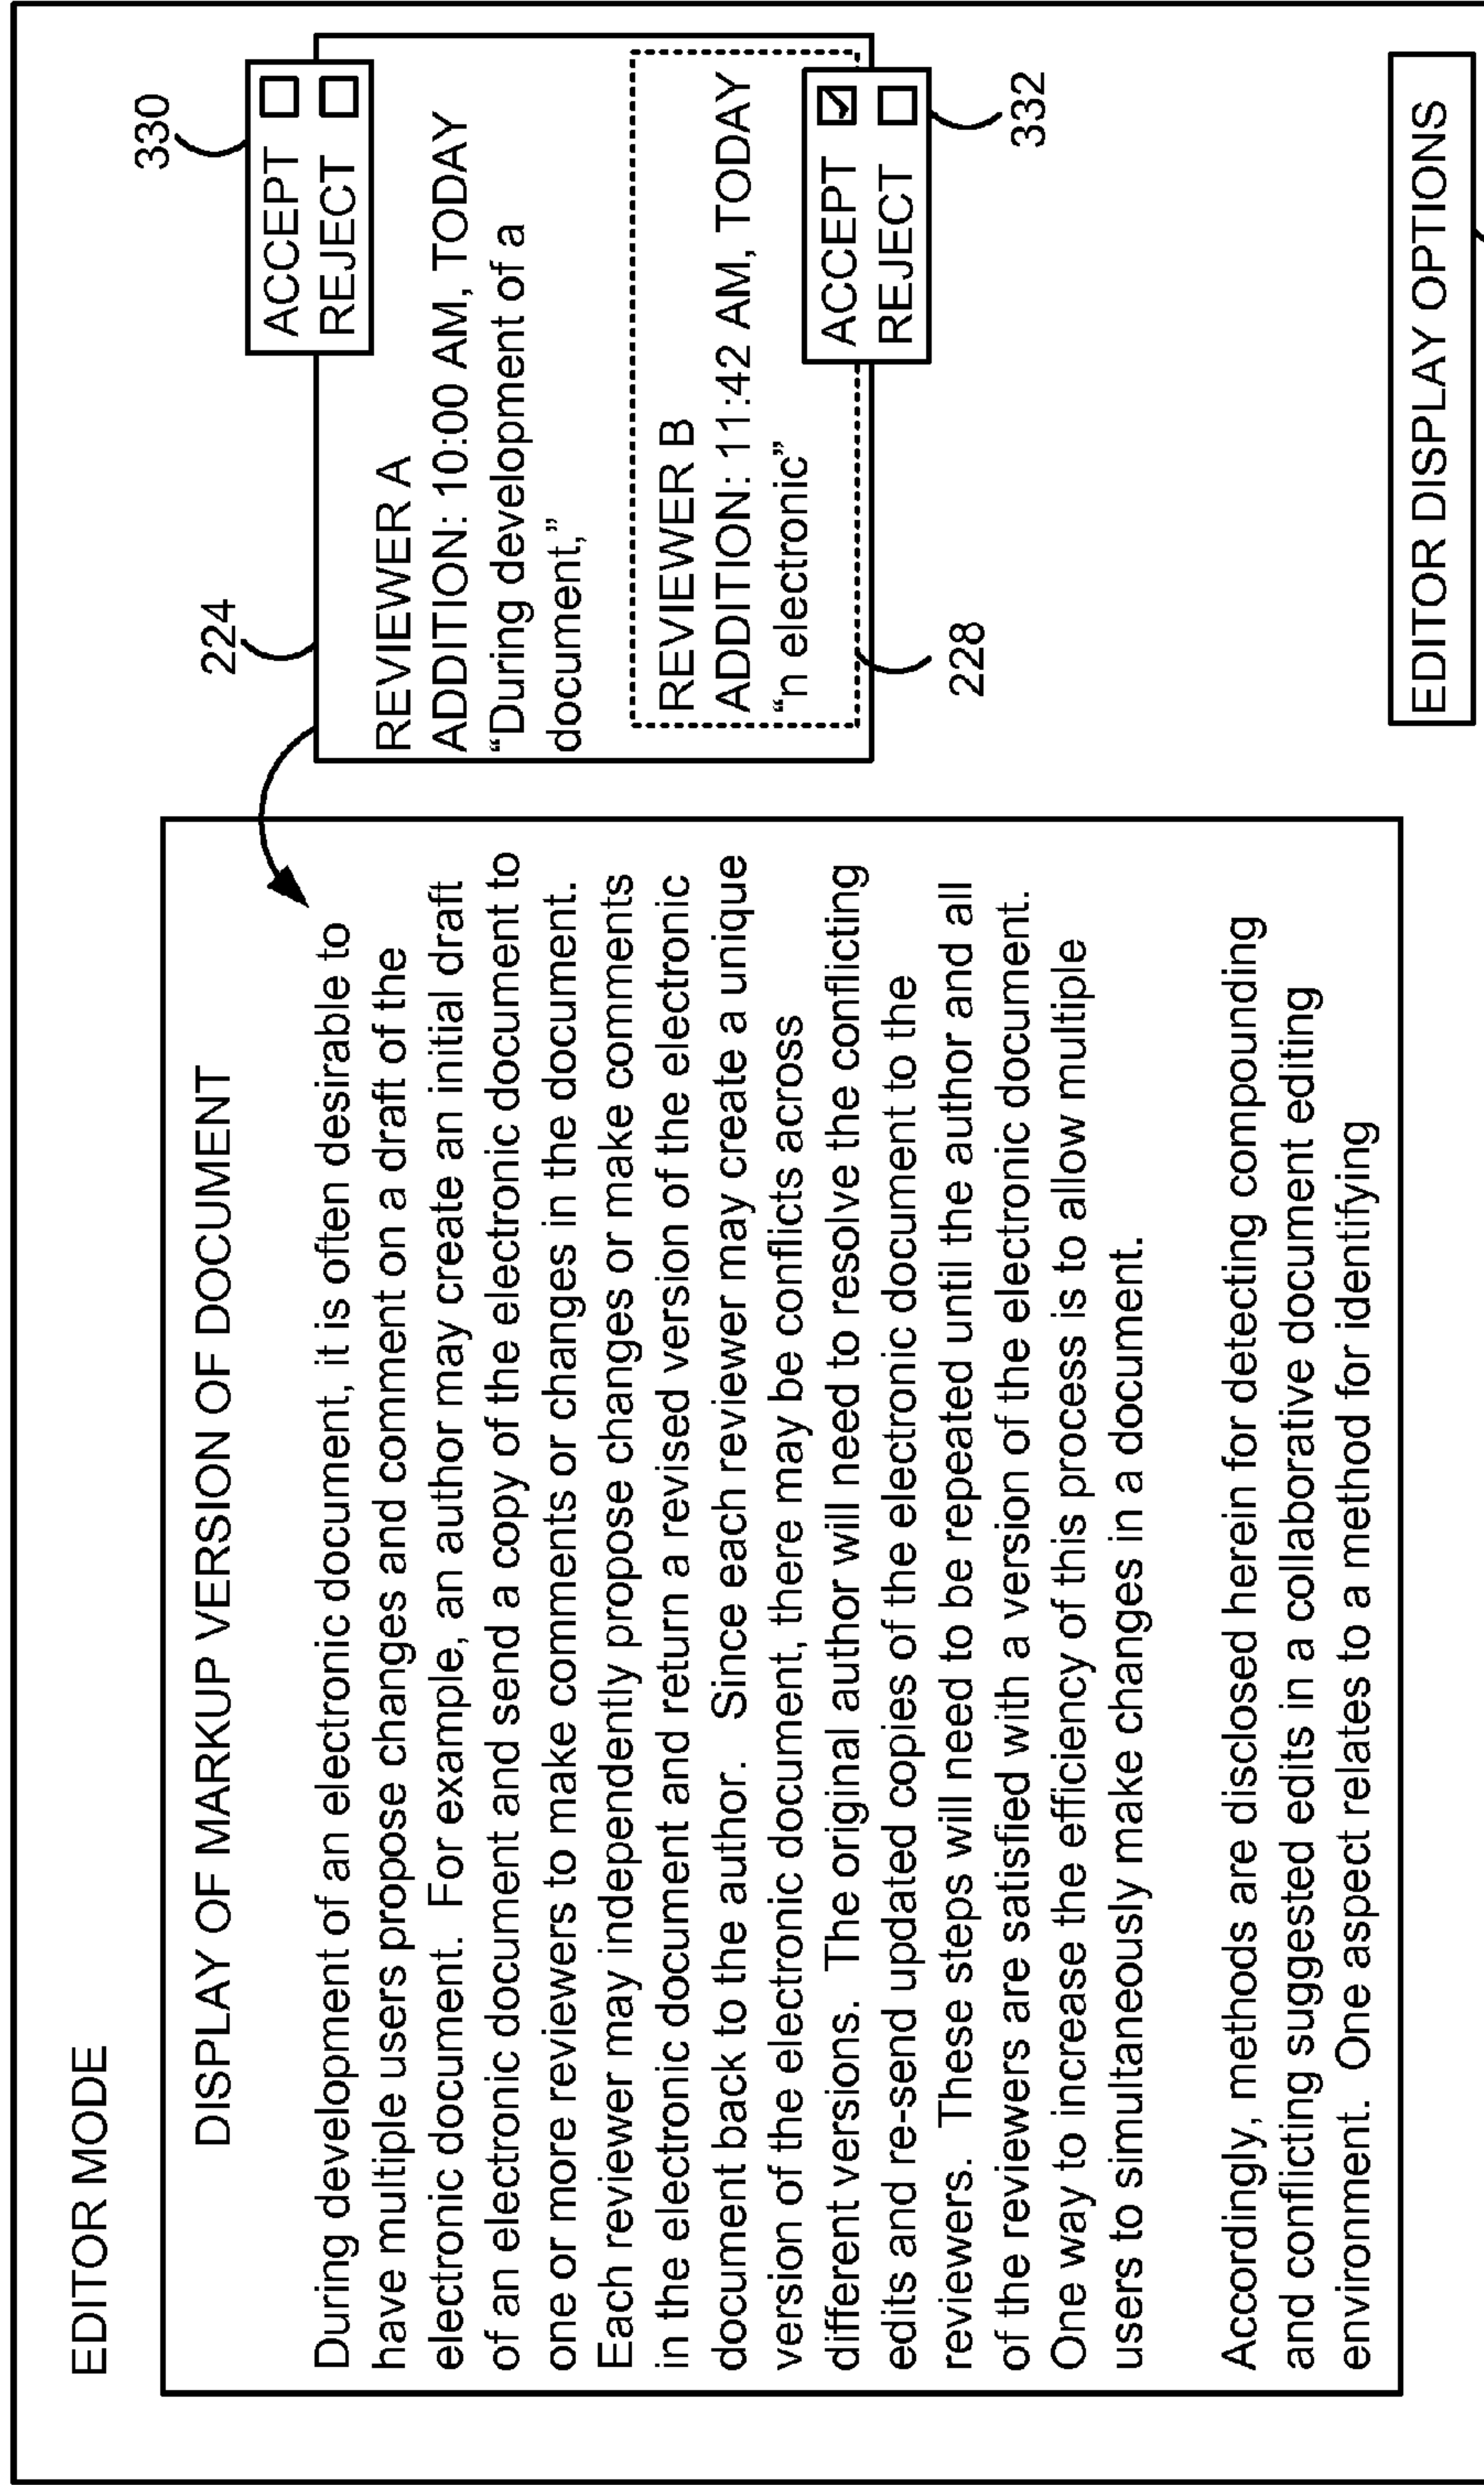 EDITOR MODE
DISPLAY OF MARKUP VERSION OF DOCUMENT
During development of an electronic document, it is often desirable to
have multiple users propose changes and comment on a draft of the
electronic document. For example, an author may create an initial draft
of an electronic document and send a copy of the electronic document to
one or more reviewers to make comments or changes in the document.
Each reviewer may independently propose changes or make comments
in the electronic document and return a revised version of the electronic
document back to the author. Since each reviewer may create a unique
version of the electronic document, there may be conflicts across
different versions. The original author will need to resolve the conflicting
edits and re-send updated copies of the electronic document to the
reviewers. These steps will need to be repeated until the author and all
of the reviewers are satisfied with a version of the electronic document.
One way to increase the efficiency of this process is to allow multiple
users to simultaneously make changes in a document.
Accordingly, methods are disclosed herein for detecting compounding
and conflicting suggested edits in a collaborative document editing
environment. One aspect relates to a method for identifying
330
224
ACCEPT
REJECT
REVIEWER A
ADDITION: 10:00 AM, TODAY
“During development of a
document,”
REVIEWER B
ADDITION: 11:42 AM, TODAY
“n electronic”
ACCEPT
REJECT
228
332
EDITOR DISPLAY OPTIONS